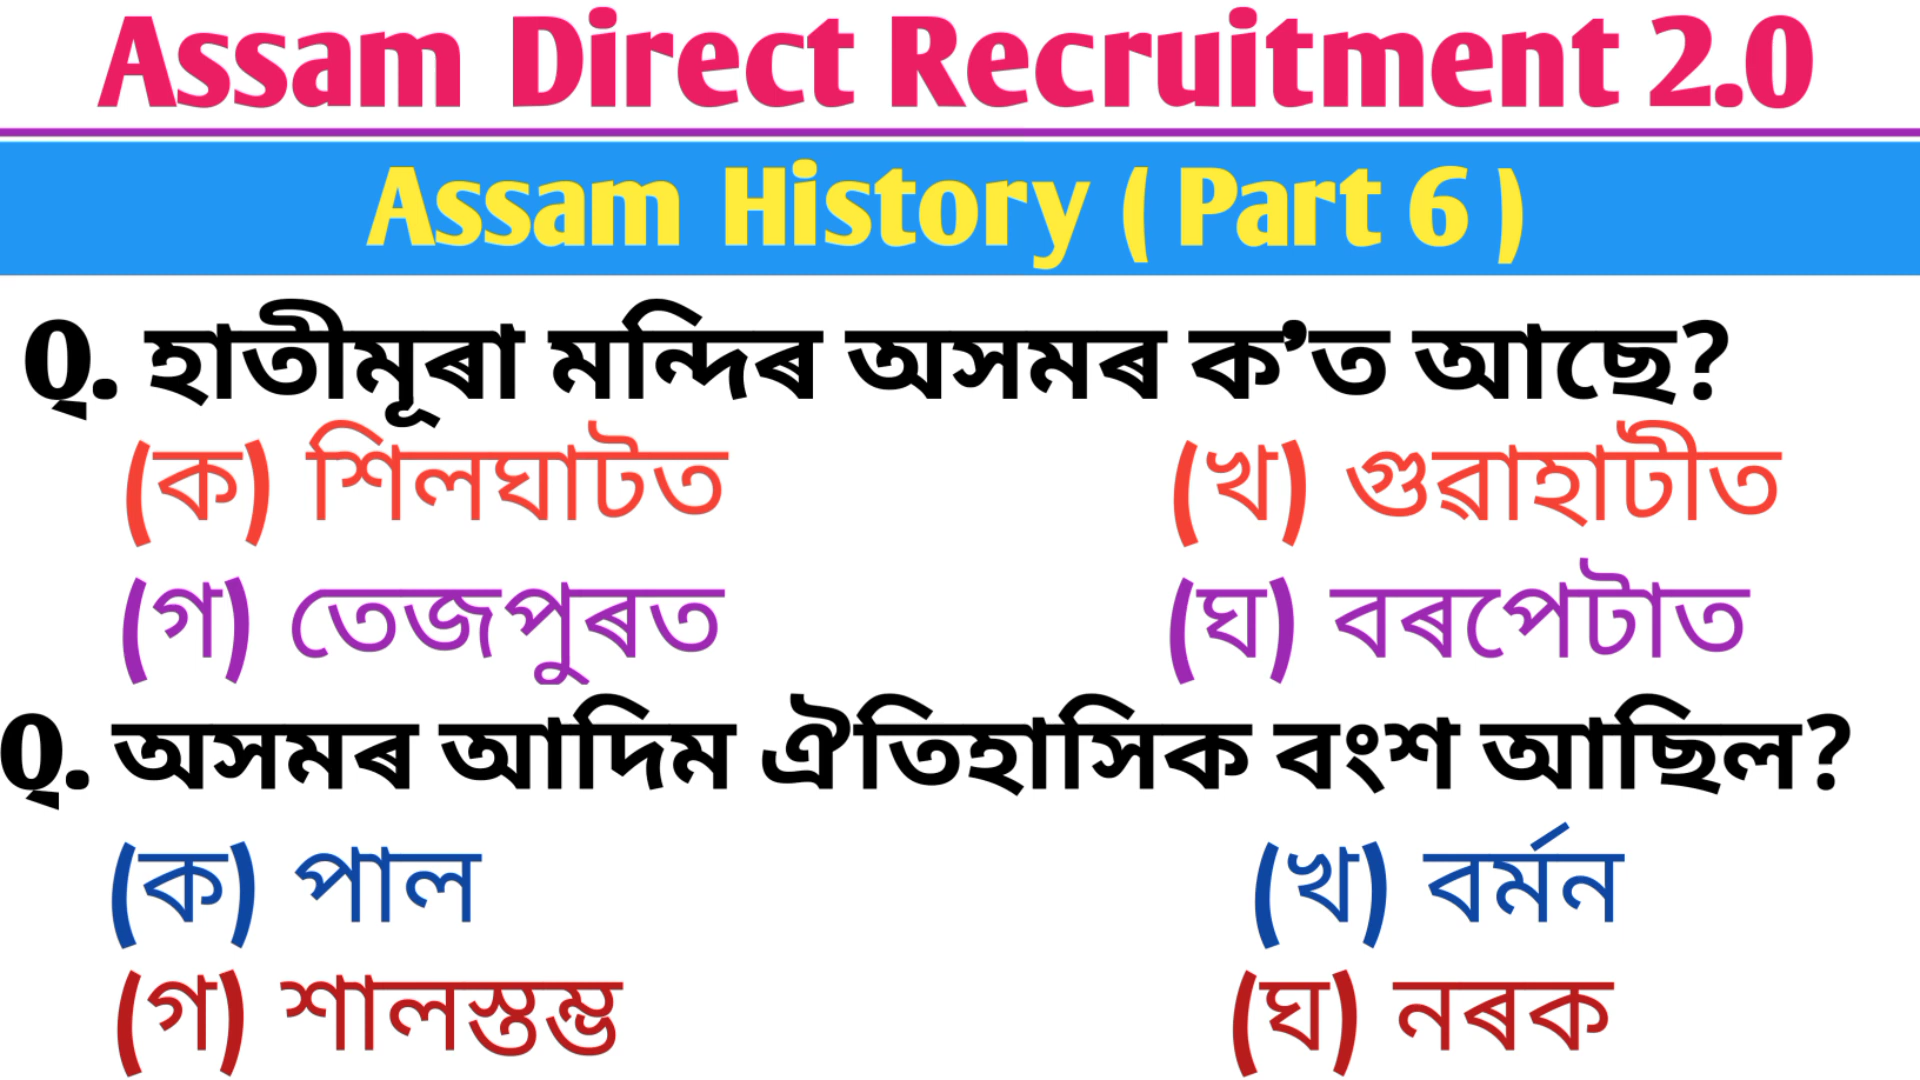 Assam Direct Recruitment 2.0
Assam History ( Part 6 )
Q. হাতীমূৰা মন্দিৰ অসমৰ ক’ত আছে?
(ক) শিলঘাটত (খ) গুৱাহাটীত
(গ) তেজপুৰত (ঘ) বৰপেটাত
Q. অসমৰ আদিম ঐতিহাসিক বংশ আছিল?
(ক) পাল (খ) বৰ্মন
(গ) শালস্তম্ভ (ঘ) নৰক